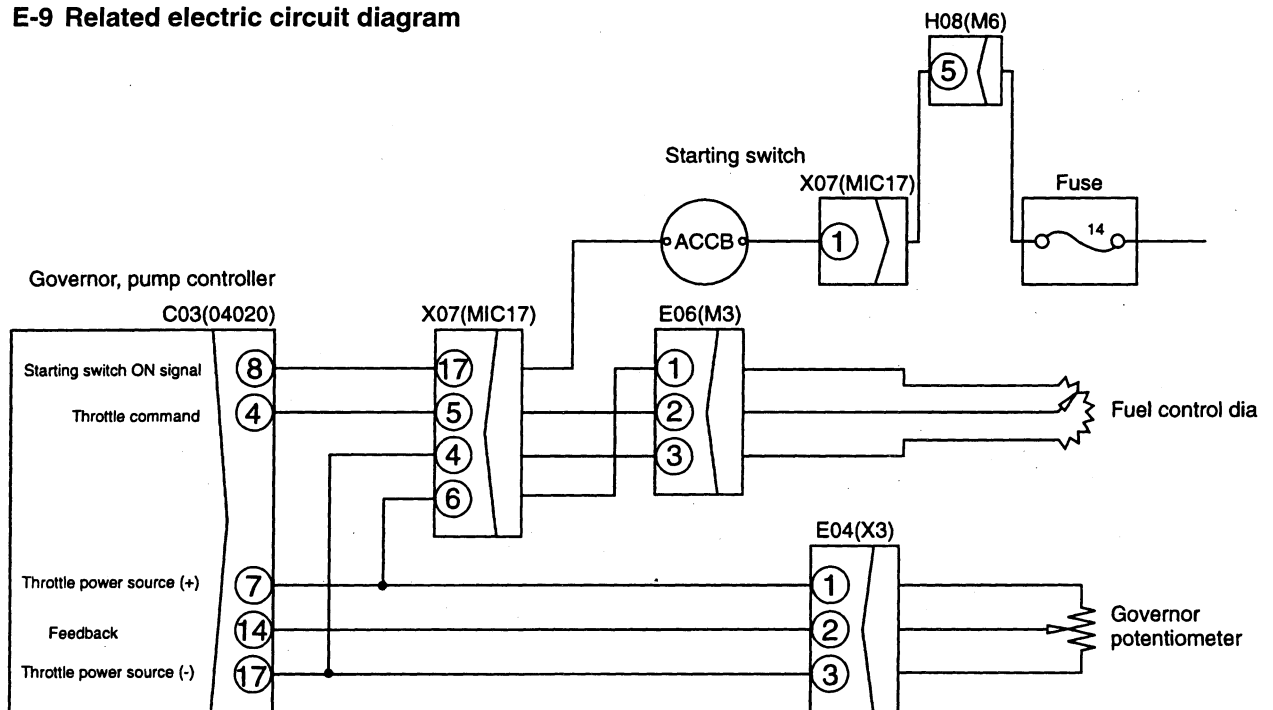 E-9 Related electric circuit diagram
H08(M6)
5
Starting switch
X07(MIC17)
Fuse
ACCB
1
14
Governor, pump controller
C03(04020)
X07(MIC17)
E06(M3)
Starting switch ON signal
8
17
1
Throttle command
4
5
2
Fuel control dia
4
3
6
E04(X3)
Throttle power source (+)
7
1
Feedback
14
2
Governor
potentiometer
Throttle power source (-)
17
3